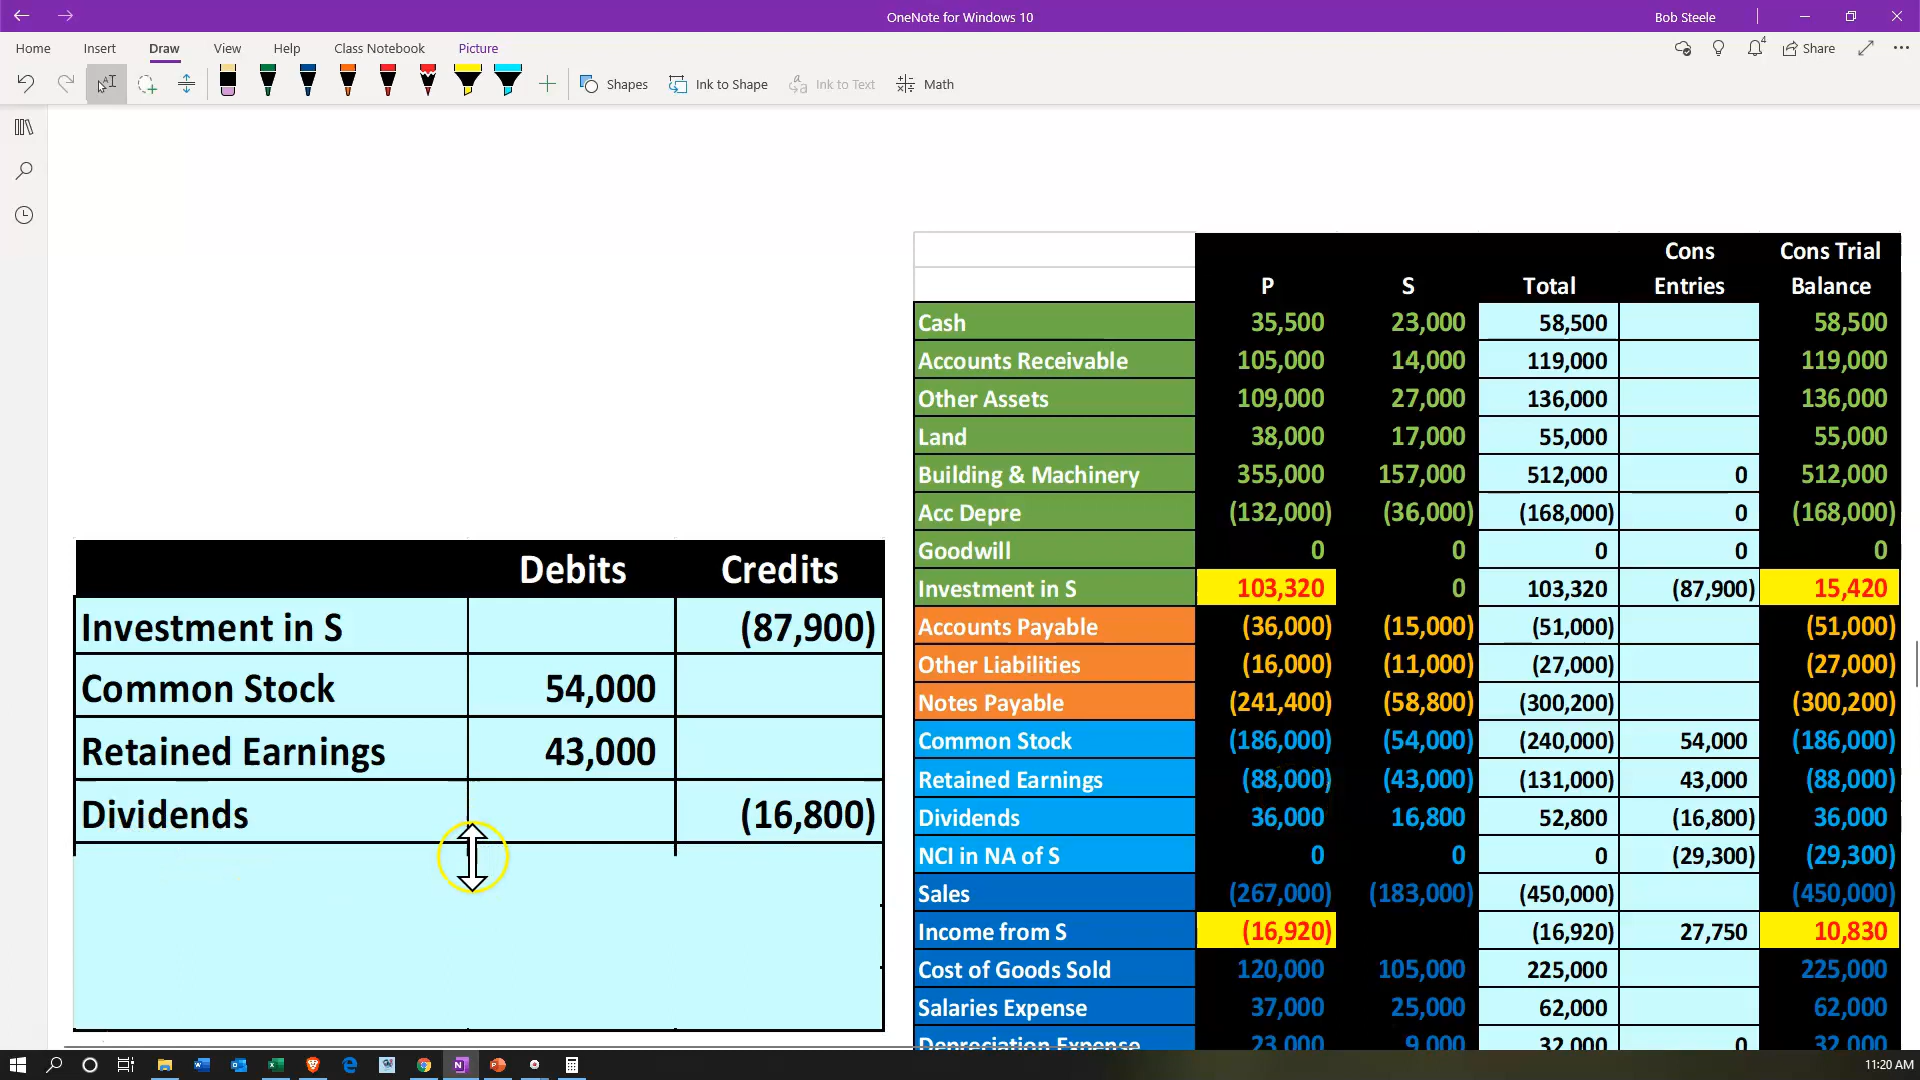 OneNote for Windows 10
Bob Steele
Home Insert Draw View Help Class Notebook Picture
4
Share
Shapes Ink to Shape Ink to Text Math
Debits Credits
Investment in S (87,900)
Common Stock 54,000
Retained Earnings 43,000
Dividends (16,800)
Cons Cons Trial
P S Total Entries Balance
Cash 35,500 23,000 58,500 58,500
Accounts Receivable 105,000 14,000 119,000 119,000
Other Assets 109,000 27,000 136,000 136,000
Land 38,000 17,000 55,000 55,000
Building & Machinery 355,000 157,000 512,000 0 512,000
Acc Depre (132,000) (36,000) (168,000) 0 (168,000)
Goodwill 0 0 0 0 0
Investment in S 103,320 0 103,320 (87,900) 15,420
Accounts Payable (36,000) (15,000) (51,000) (51,000)
Other Liabilities (16,000) (11,000) (27,000) (27,000)
Notes Payable (241,400) (58,800) (300,200) (300,200)
Common Stock (186,000) (54,000) (240,000) 54,000 (186,000)
Retained Earnings (88,000) (43,000) (131,000) 43,000 (88,000)
Dividends 36,000 16,800 52,800 (16,800) 36,000
NCI in NA of S 0 0 0 (29,300) (29,300)
Sales (267,000) (183,000) (450,000) (450,000)
Income from S (16,920) (16,920) 27,750 10,830
Cost of Goods Sold 120,000 105,000 225,000 225,000
Salaries Expense 37,000 25,000 62,000 62,000
Depreciation Expense 23,000 9,000 32,000 0 32,000
11:20 AM